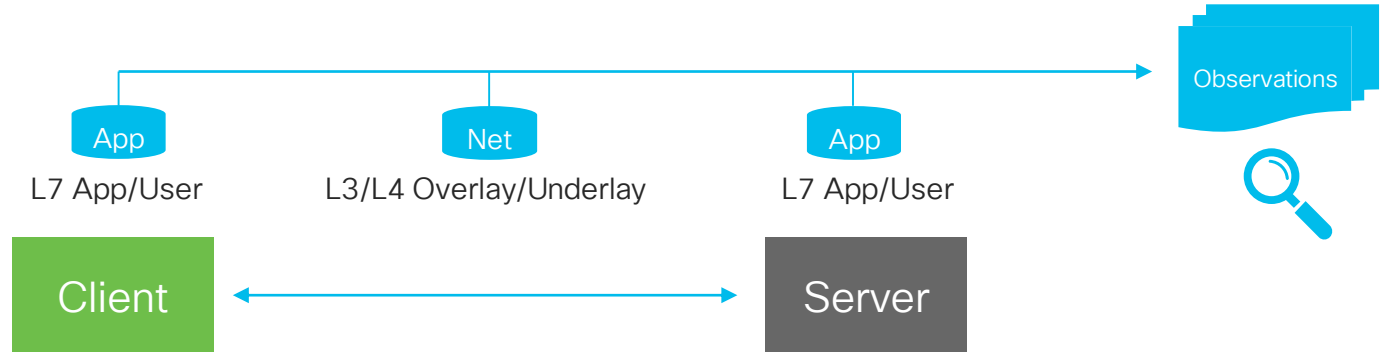 Observations
App
Net
App
L7 App/User
L3/L4 Overlay/Underlay
L7 App/User
Client
Server